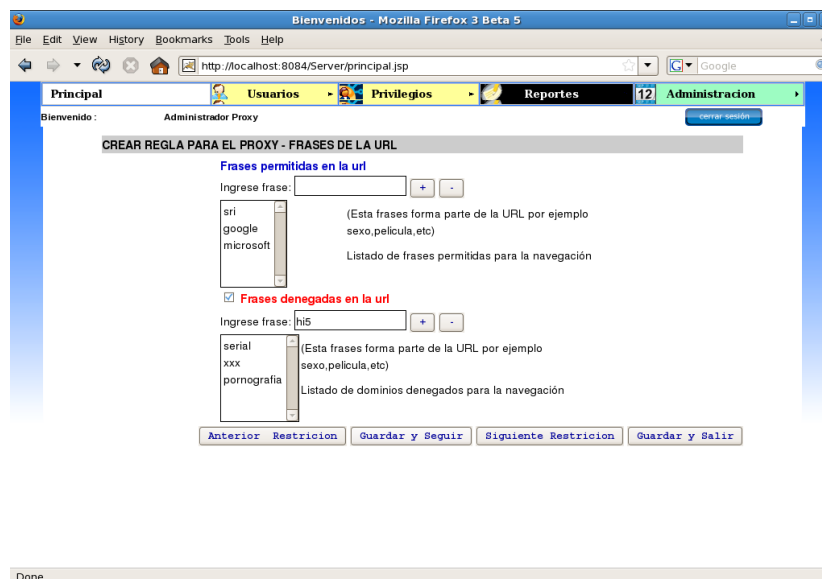 Bienvenidos - Mozilla Firefox 3 Beta 5
File Edit View History Bookmarks Tools Help
http://localhost:8084/Server/principal.jsp G Google
Principal Usuarios Privilegios Reportes 12 Administracion
Bienvenido : Administrador Proxy cerrar sesión
CREAR REGLA PARA EL PROXY - FRASES DE LA URL
Frases permitidas en la url
Ingrese frase: + -
sri
google
microsoft
(Esta frases forma parte de la URL por ejemplo
sexo,pelicula,etc)
Listado de frases permitidas para la navegación
Frases denegadas en la url
Ingrese frase: hi5 + -
serial
xxx
pornografia
(Esta frases forma parte de la URL por ejemplo
sexo,pelicula,etc)
Listado de dominios denegados para la navegación
Anterior Restricion Guardar y Seguir Siguiente Restricion Guardar y Salir
Done